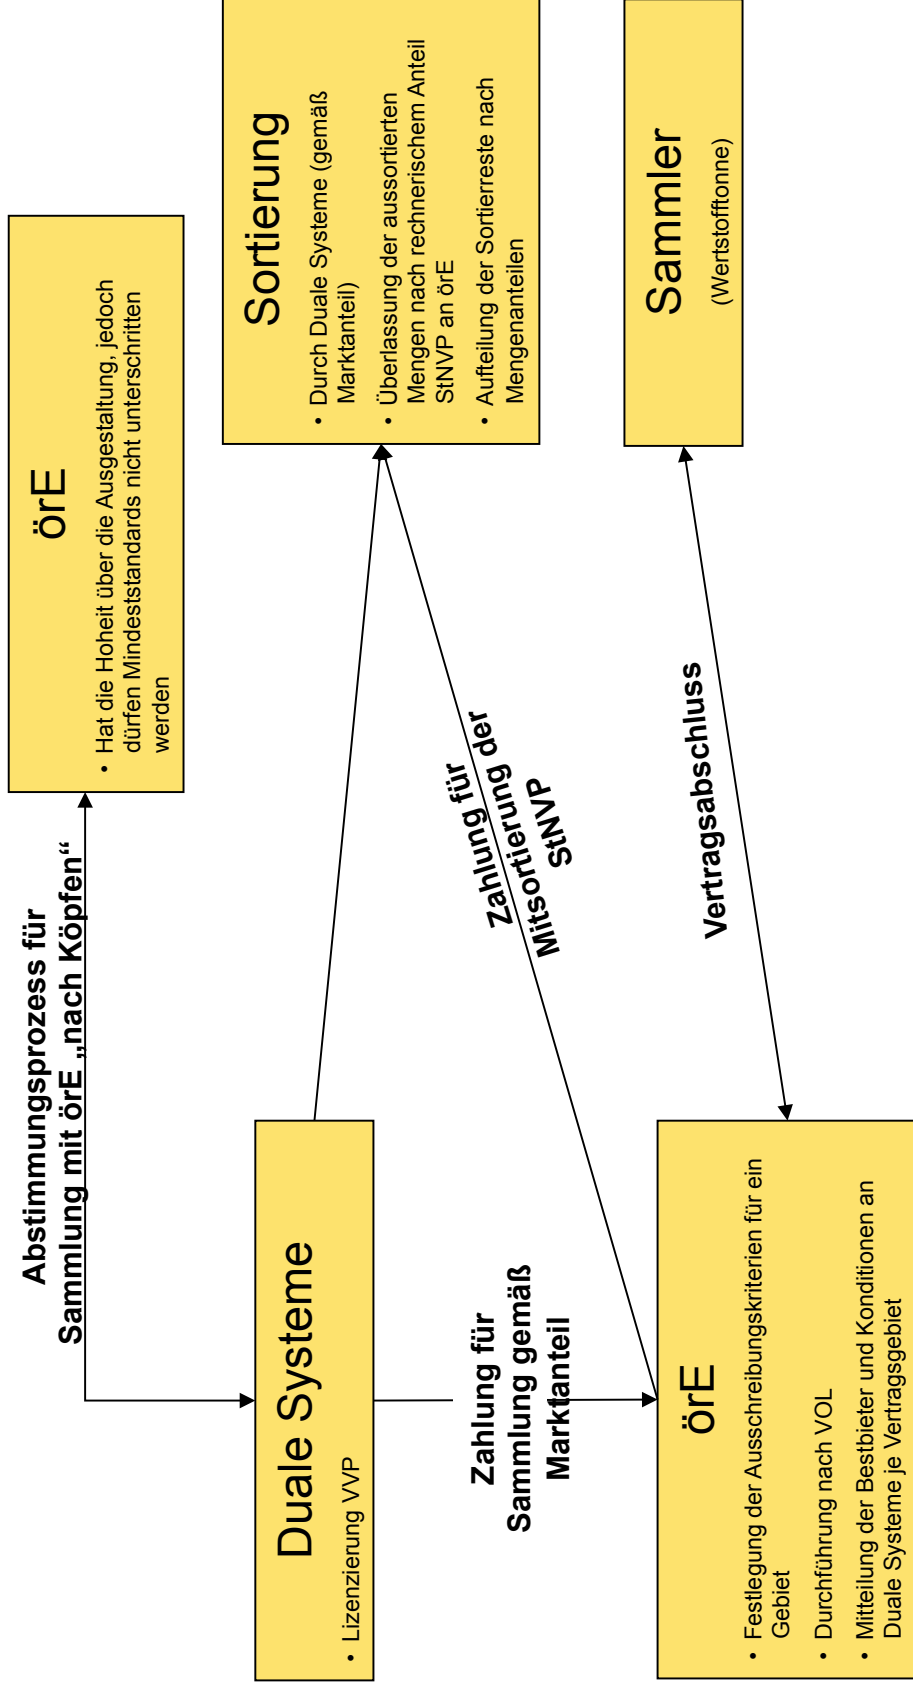 Abstimmungsprozess für
Sammlung mit örE „nach Köpfen“
örE
• Hat die Hoheit über die Ausgestaltung, jedoch
dürfen Mindeststandards nicht unterschritten
werden
Duale Systeme
• Lizenzierung VVP
Sortierung
• Durch Duale Systeme (gemäß
Marktanteil)
• Überlassung der aussortierten
Mengen nach rechnerischem Anteil
StNVP an örE
• Aufteilung der Sortierreste nach
Mengenanteilen
Zahlung für
Sammlung gemäß
Marktanteil
Zahlung für
Mitsortierung der
StNVP
örE
• Festlegung der Ausschreibungskriterien für ein
Gebiet
• Durchführung nach VOL
• Mitteilung der Bestbieter und Konditionen an
Duale Systeme je Vertragsgebiet
Vertragsabschluss
Sammler
(Wertstofftonne)